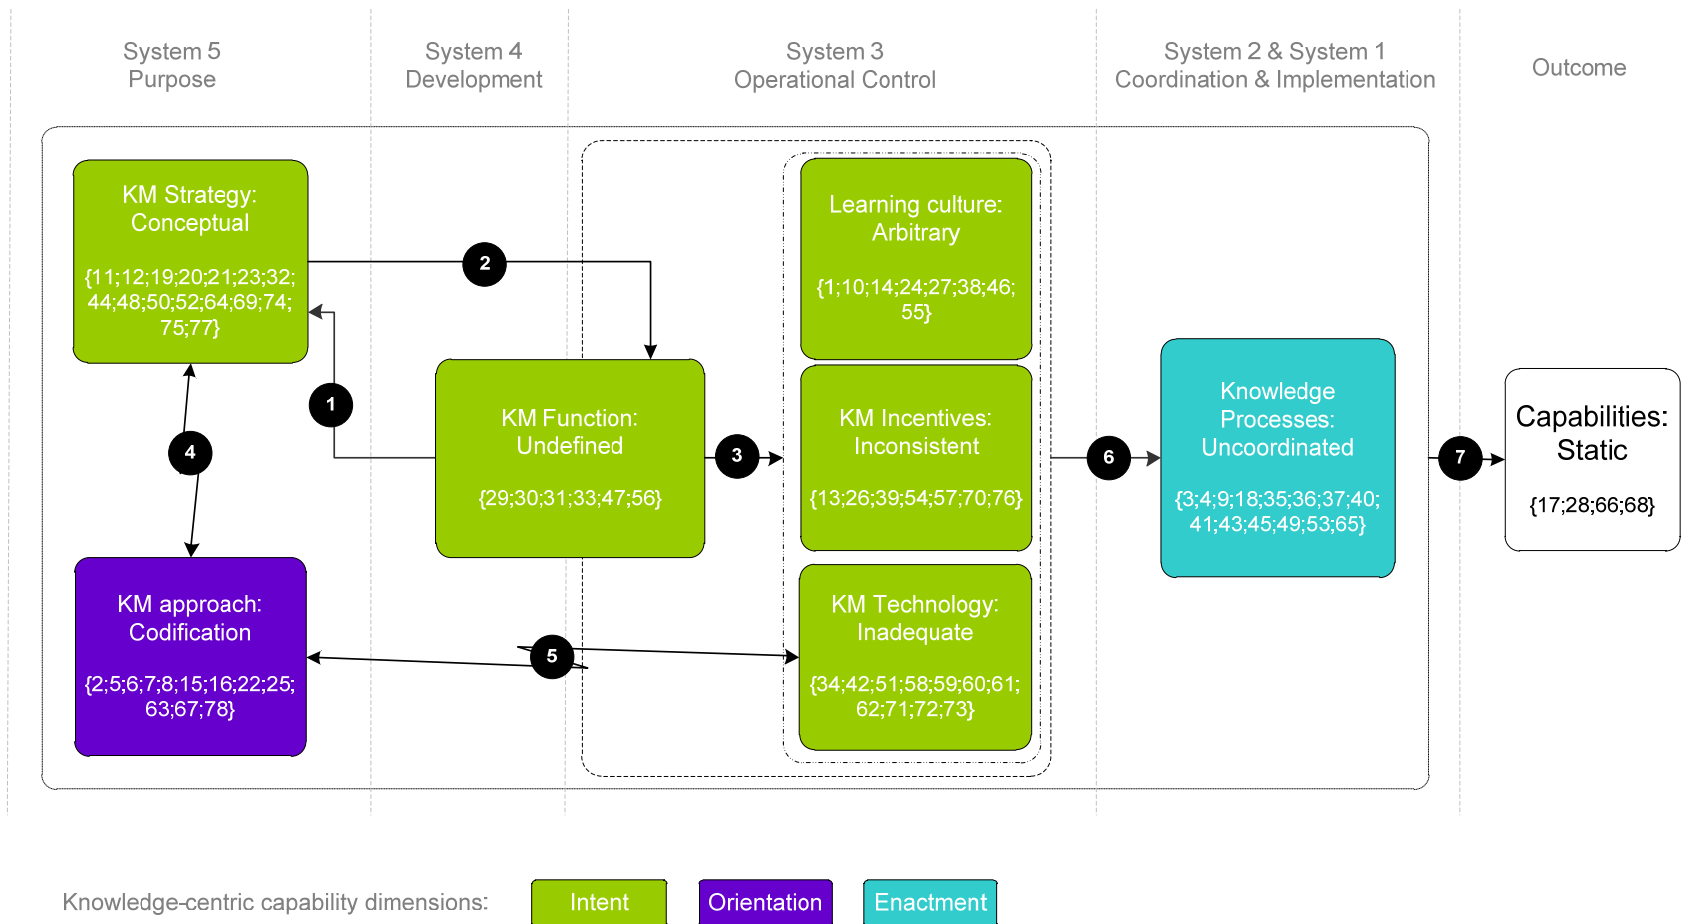 System 5
Purpose
System 4
Development
System 3
Operational Control
System 2 & System 1
Coordination & Implementation
Outcome
KM Strategy:
Conceptual
{11;12;19;20;21;23;32;
44;48;50;52;64;69;74;
75;77}
2
1
4
KM approach:
Codification
{2;5;6;7;8;15;16;22;25;
63;67;78}
KM Function:
Undefined
{29;30;31;33;47;56}
3
5
Learning culture:
Arbitrary
{1;10;14;24;27;38;46;
55}
KM Incentives:
Inconsistent
{13;26;39;54;57;70;76}
KM Technology:
Inadequate
{34;42;51;58;59;60;61;
62;71;72;73}
6
Knowledge
Processes:
Uncoordinated
{3;4;9;18;35;36;37;40;
41;43;45;49;53;65}
7
Capabilities:
Static
{17;28;66;68}
Knowledge-centric capability dimensions:
Intent
Orientation
Enactment